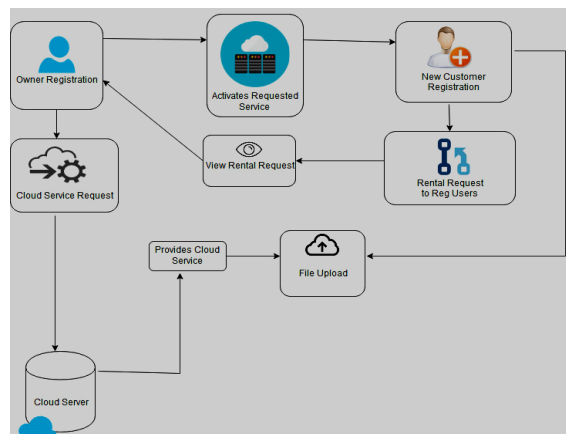 Owner Registration
Activates Requested
Service
New Customer
Registration
View Rental Request
Rental Request
to Reg Users
Cloud Service Request
Provides Cloud
Service
File Upload
Cloud Server